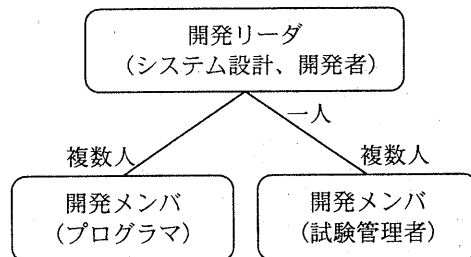 開発リーダ
（システム設計、開発者）
一人
複数人
複数人
開発メンバ
（プログラマ）
開発メンバ
（試験管理者）